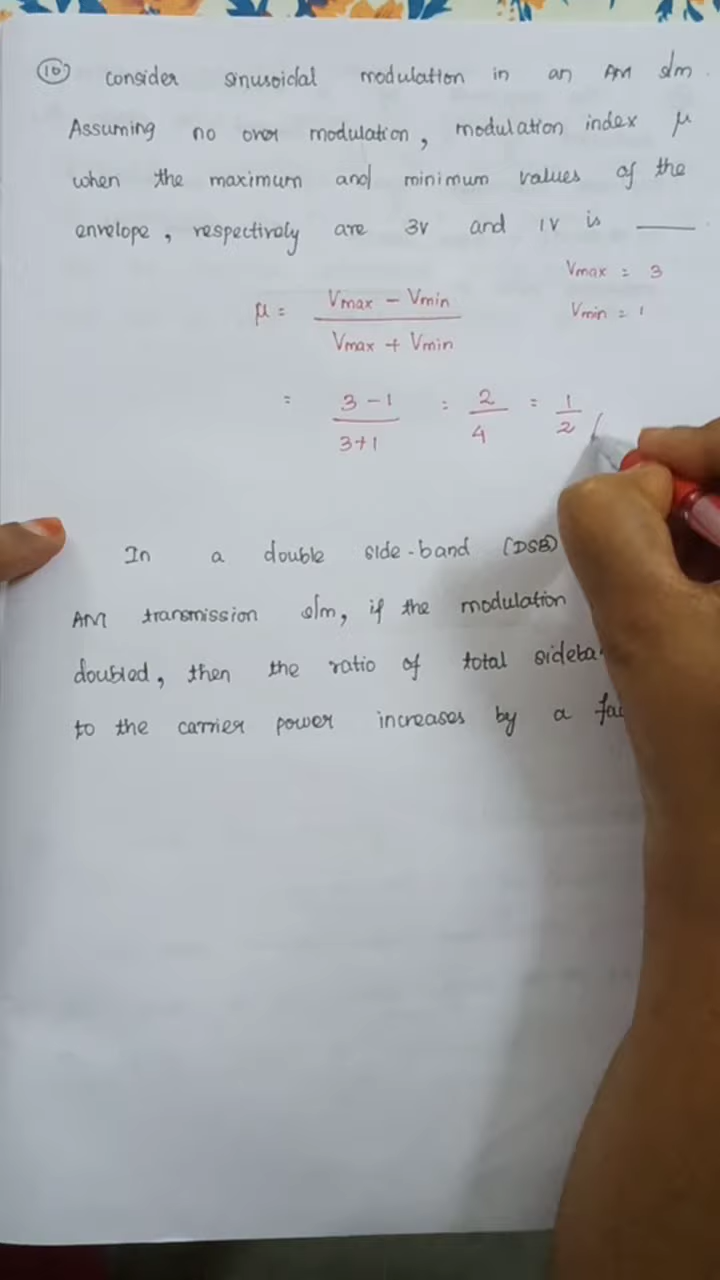 10) consider sinusoidal modulation in an AM s/m.
Assuming no over modulation, modulation index μ
when the maximum and minimum values of the
envelope, respectively are 3V and 1V is ____.
Vmax = 3
μ = Vmax - Vmin / Vmax + Vmin
Vmin = 1
= 3-1 / 3+1 = 2/4 = 1/2
In a double side-band (DSB)
AM transmission s/m, if the modulation
doubled, then the ratio of total
to the carrier power increases by a